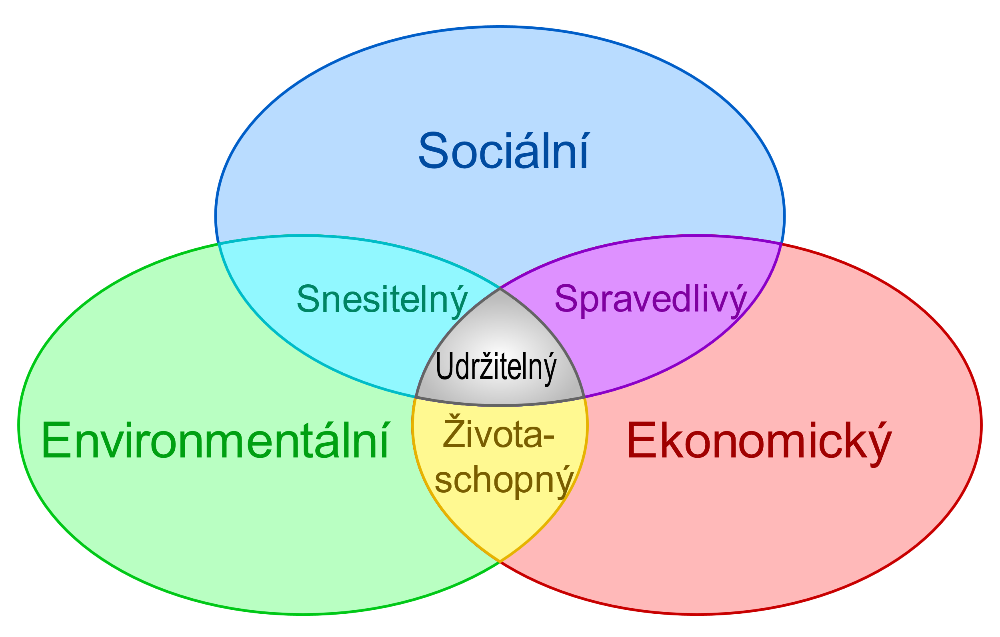 Sociální
Snesitelný
Spravedlivý
Udržitelný
Environmentální
Života-
schopný
Ekonomický